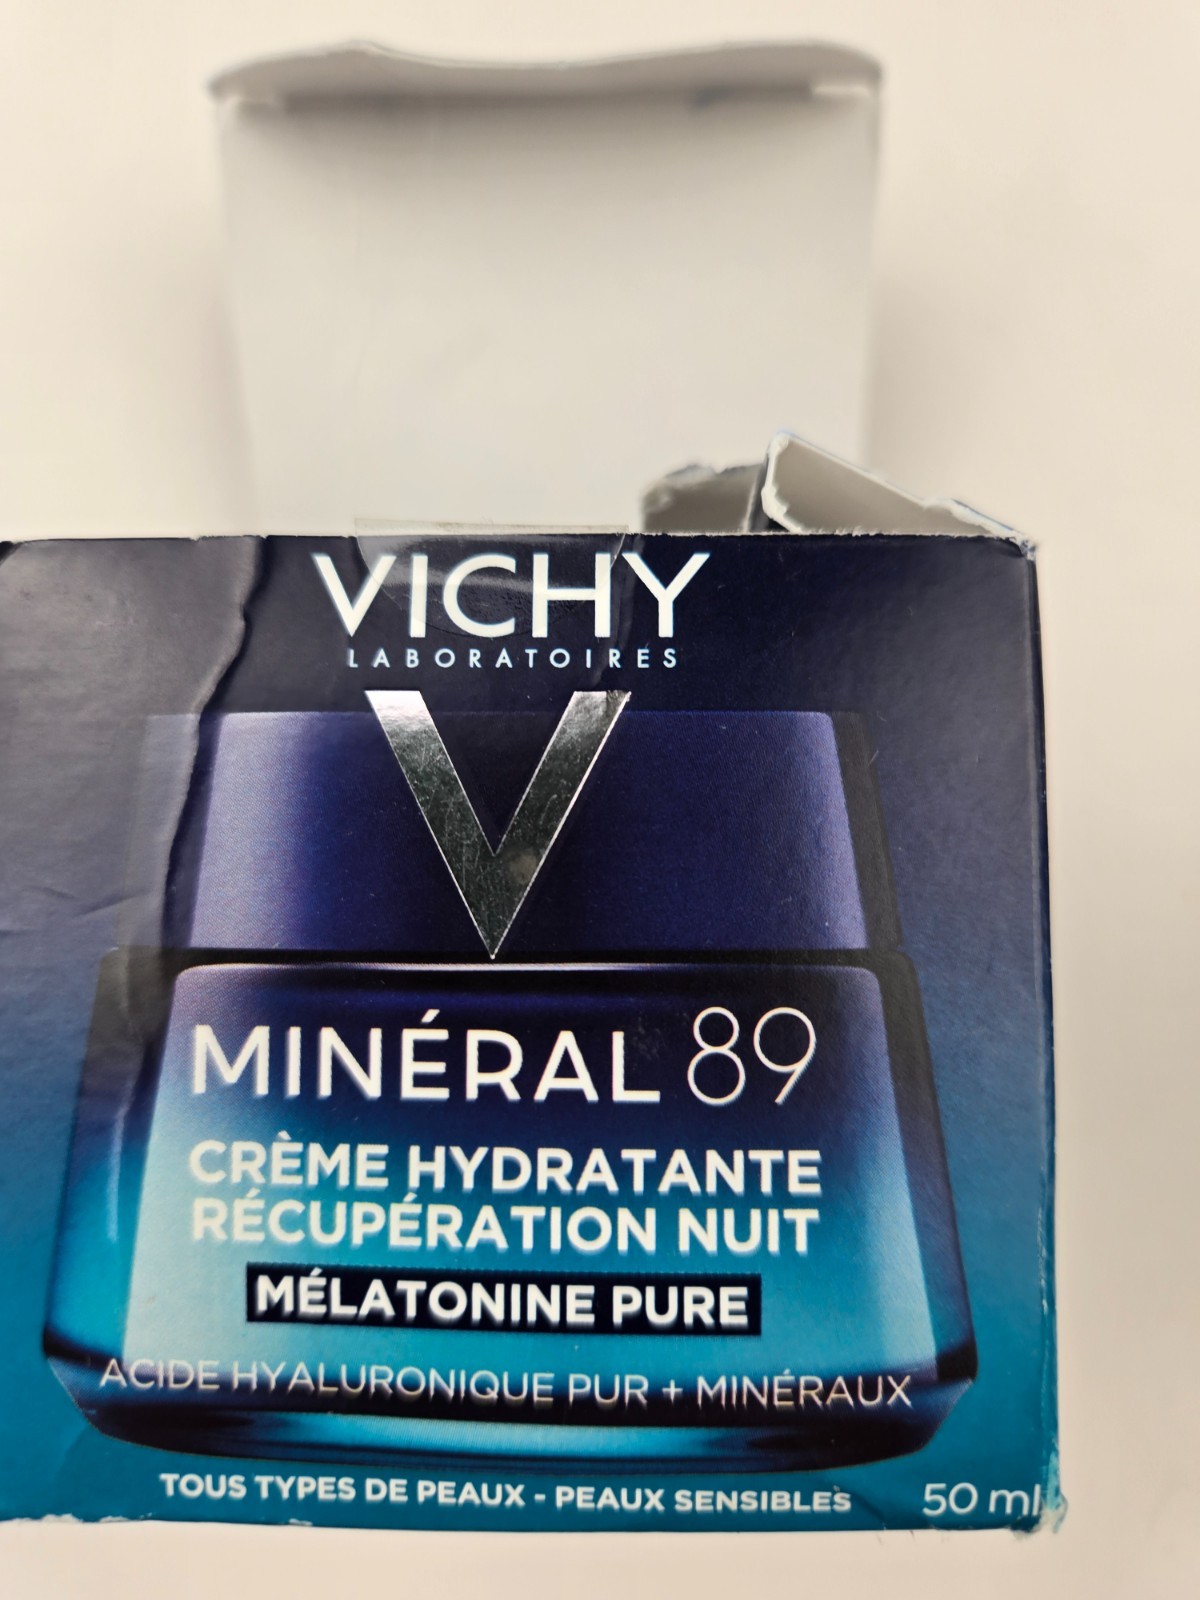 VICHY
LABORATOIRES
MINÉRAL 89
CRÈME HYDRATANTE
RÉCUPÉRATION NUIT
MÉLATONINE PURE
ACIDE HYALURONIQUE PUR + MINÉRAUX
TOUS TYPES DE PEAUX - PEAUX SENSIBLES
50 ml